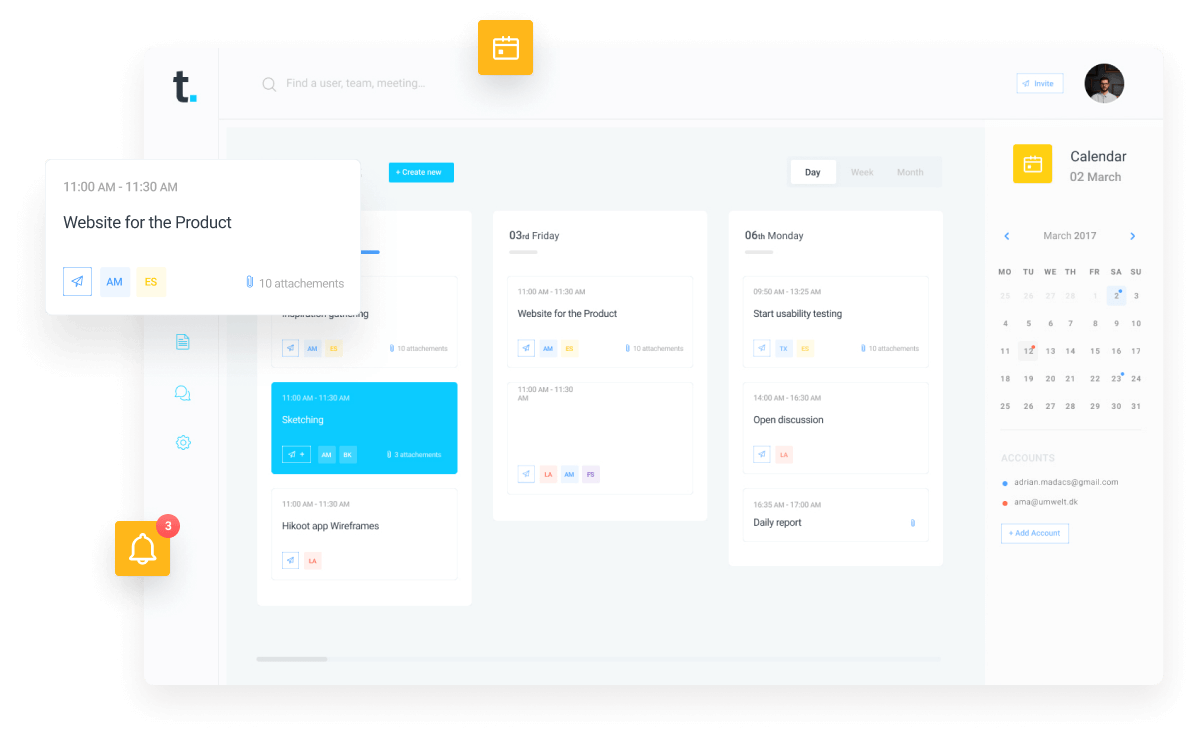 t.
Find a user, team, meeting...
Invite
11:00 AM - 11:30 AM
Website for the Product
AM ES 10 attachements
+ Create new
Day Week Month
Calendar
02 March
March 2017
MO TU WE TH FR SA SU
25 26 27 28 1 2 3
4 5 6 7 8 9 10
11 12 13 14 15 16 17
18 19 20 21 22 23 24
25 26 27 28 29 30 31
ACCOUNTS
adrian.madacs@gmail.com
ama@umwelt.dk
+ Add Account
Inspiration gathering
AM ES 10 attachements
11:00 AM - 11:30 AM
Sketching
+ AM BK 3 attachements
11:00 AM - 11:30 AM
Hikoot app Wireframes
LA
03rd Friday
11:00 AM - 11:30 AM
Website for the Product
AM ES 10 attachements
11:00 AM - 11:30
AM
LA AM FS
06th Monday
09:50 AM - 13:25 AM
Start usability testing
TX ES 10 attachements
14:00 AM - 16:30 AM
Open discussion
LA
16:35 AM - 17:00 AM
Daily report
3